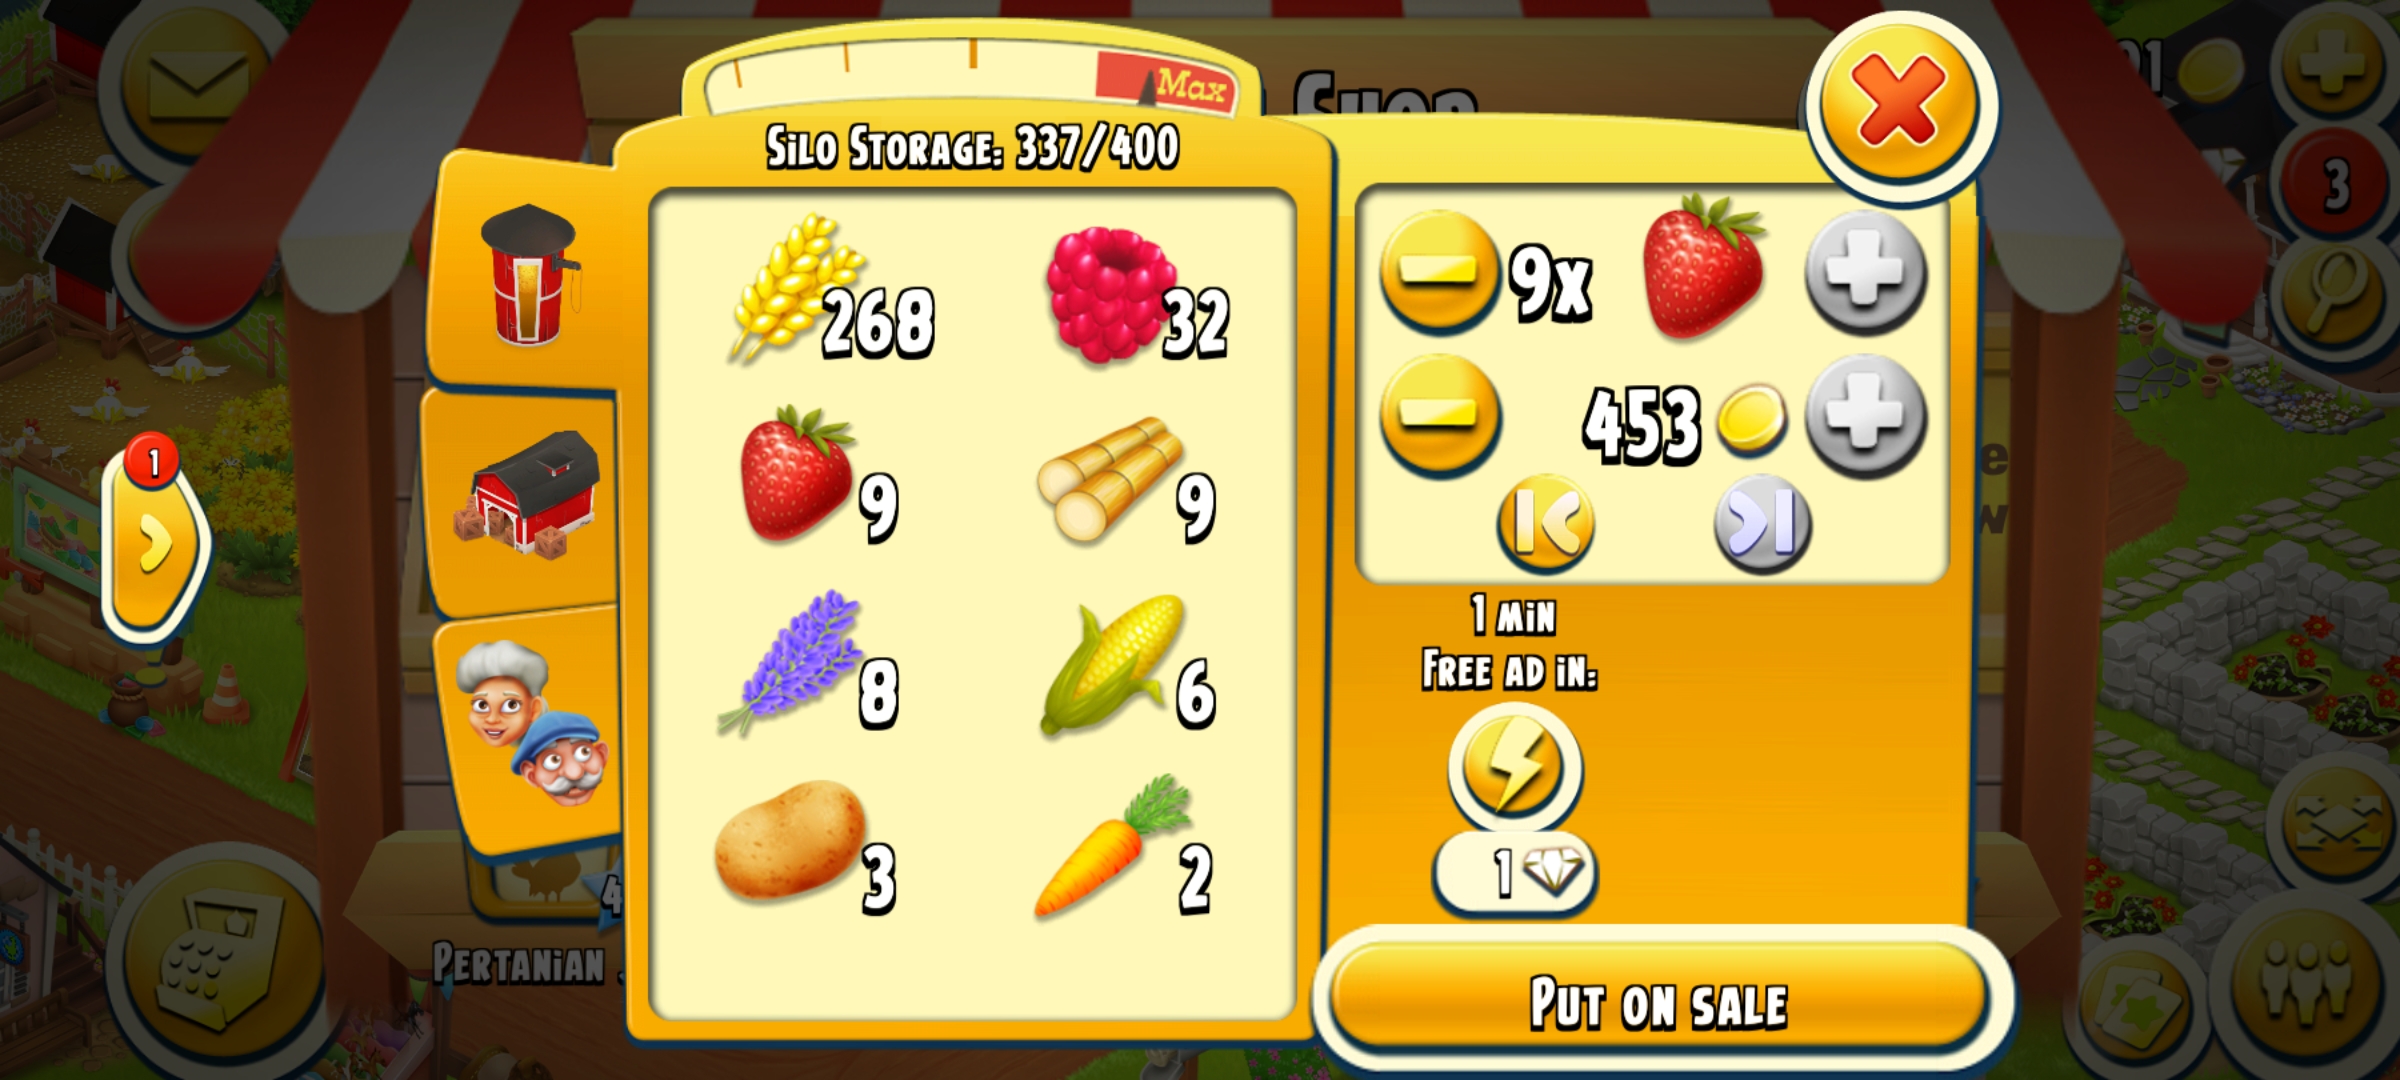 Max
SILO STORAGE: 337/400
268
32
9
9
8
6
3
2
9x
453
1 MIN
FREE AD IN:
1
PUT ON SALE
SHOP
PERTANIAN
1
3